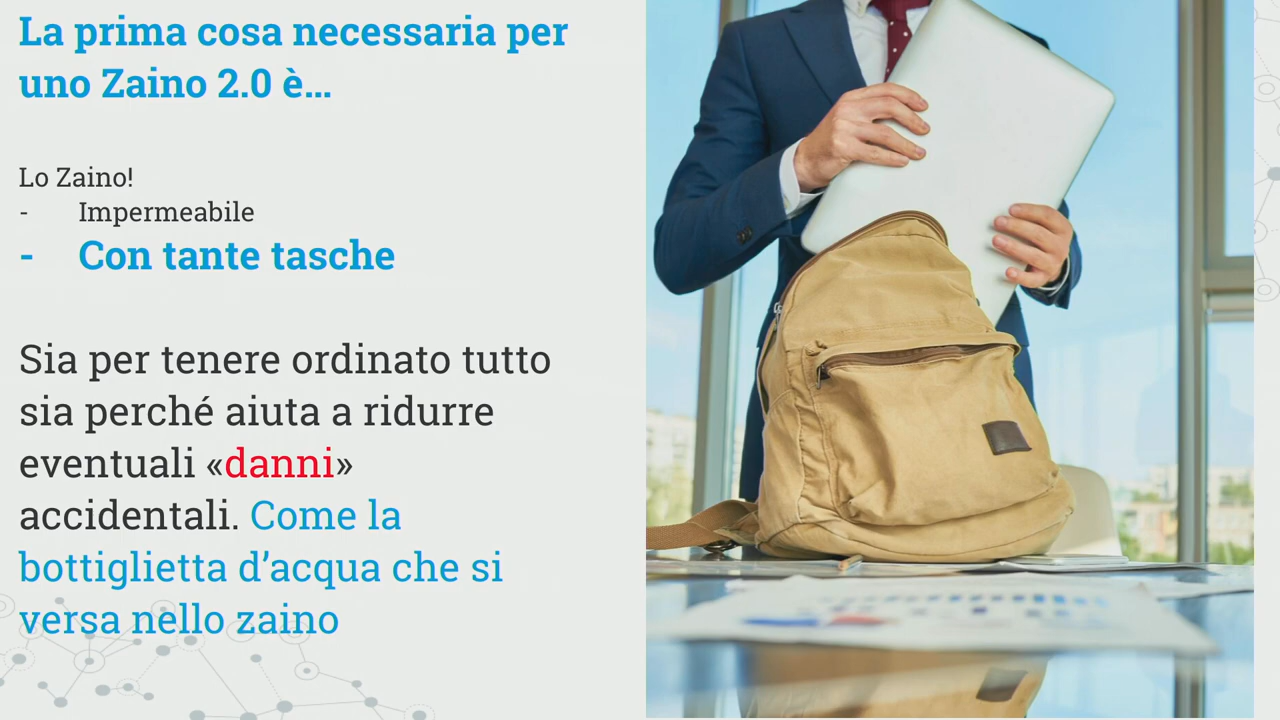 La prima cosa necessaria per
uno Zaino 2.0 è...
Lo Zaino!
- Impermeabile
- Con tante tasche
Sia per tenere ordinato tutto
sia perché aiuta a ridurre
eventuali «danni»
accidentali. Come la
bottiglietta d’acqua che si
versa nello zaino